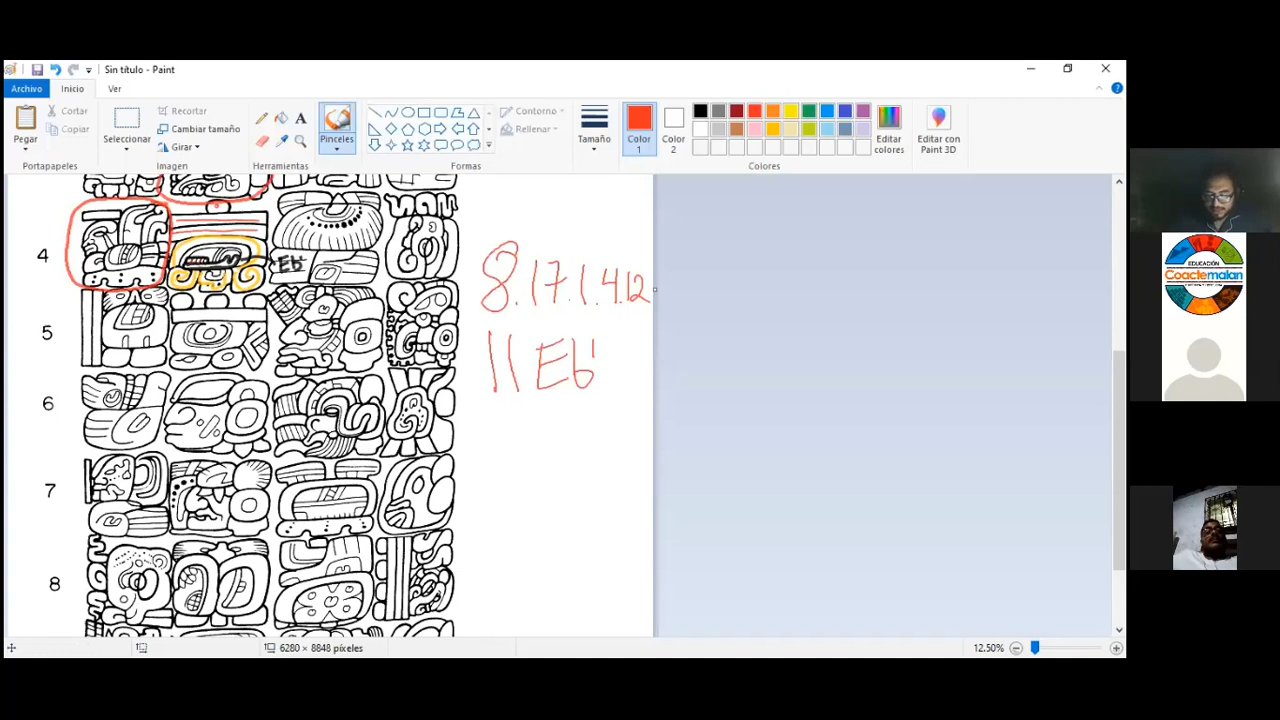 Sin título - Paint
Archivo Inicio Ver
Pegar
Cortar
Copiar
Portapapeles
Seleccionar
Recortar
Cambiar tamaño
Girar
Imagen
Herramientas
Pinceles
Contorno
Rellenar
Formas
Tamaño
Color 1
Color 2
Editar colores
Colores
Editar con Paint 3D
4
Eb'
8.17.1.4.12
11 Eb'
5
6
7
8
EDUCACIÓN
Coactemalan
6280 × 8848 píxeles
12.50%